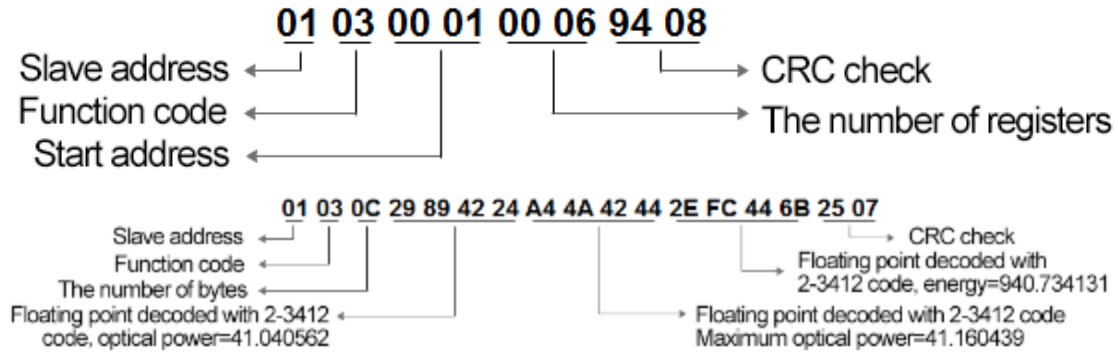 01 03 00 01 00 06 94 08
Slave address
CRC check
Function code
The number of registers
Start address
01 03 0C 29 89 42 24 A4 4A 42 44 2E FC 44 6B 25 07
Slave address
CRC check
Function code
Floating point decoded with
2-3412 code, energy=940.734131
The number of bytes
Floating point decoded with 2-3412
code, optical power=41.040562
Floating point decoded with 2-3412 code
Maximum optical power=41.160439